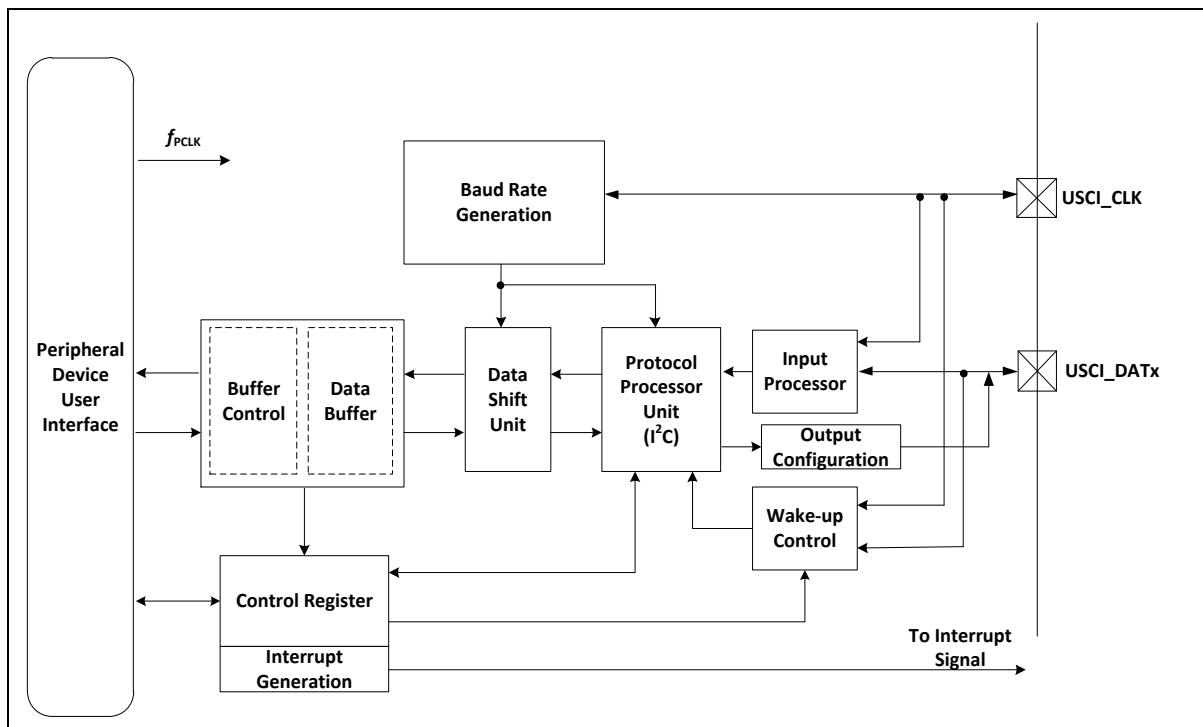 fPCLK
Baud Rate
Generation
USCI_CLK
Peripheral
Device
User
Interface
Buffer
Control
Data
Buffer
Data
Shift
Unit
Protocol
Processor
Unit
(I²C)
Input
Processor
USCI_DATx
Output
Configuration
Wake-up
Control
Control Register
Interrupt
Generation
To Interrupt
Signal